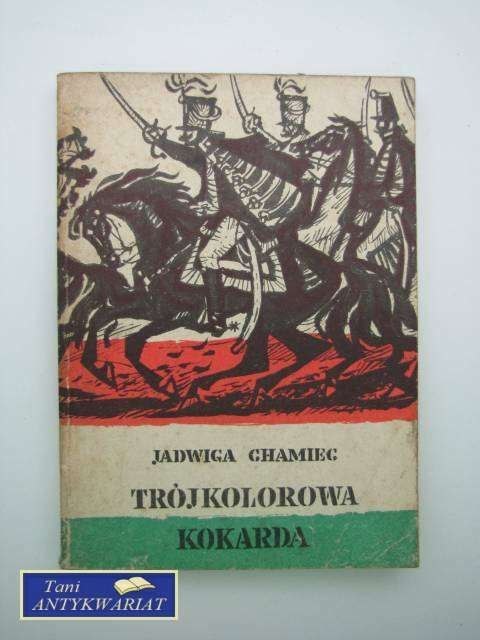 JADWIGA CHAMIEC
TRÓJKOLOROWA
KOKARDA
Tani
ANTYKWARIAT